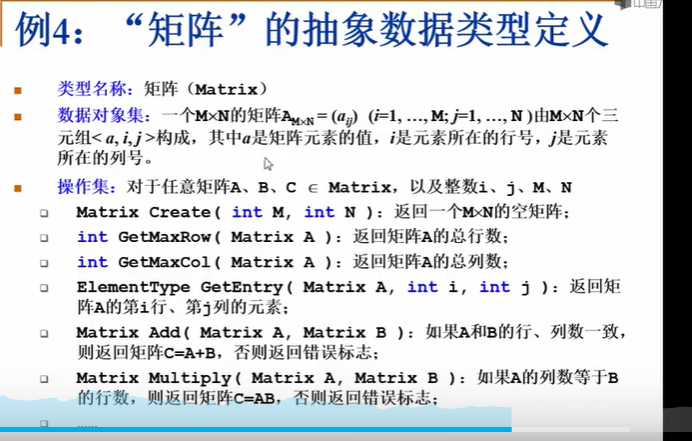 中国大
例4：“矩阵”的抽象数据类型定义
类型名称：矩阵（Matrix）
数据对象集：一个M×N的矩阵A_{M×N} = (a_{ij}) (i=1, …, M; j=1, …, N )由M×N个三
元组< a, i, j >构成，其中a是矩阵元素的值，i是元素所在的行号，j是元素
所在的列号。
操作集：对于任意矩阵A、B、C ∈ Matrix，以及整数i、j、M、N
Matrix Create( int M, int N )：返回一个M×N的空矩阵；
int GetMaxRow( Matrix A )：返回矩阵A的总行数；
int GetMaxCol( Matrix A )：返回矩阵A的总列数；
ElementType GetEntry( Matrix A, int i, int j )：返回矩
阵A的第i行、第j列的元素；
Matrix Add( Matrix A, Matrix B )：如果A和B的行、列数一致，
则返回矩阵C=A+B，否则返回错误标志；
Matrix Multiply( Matrix A, Matrix B )：如果A的列数等于B
的行数，则返回矩阵C=AB，否则返回错误标志；
……